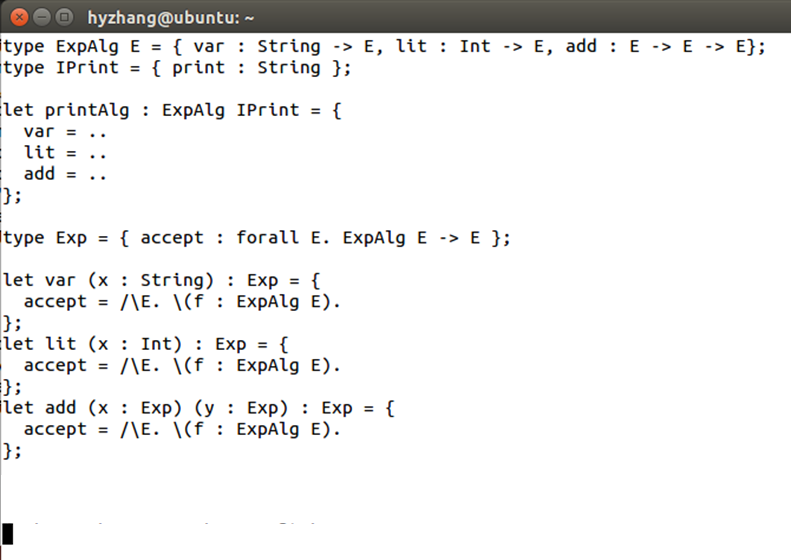 hyzhang@ubuntu: ~
type ExpAlg E = { var : String -> E, lit : Int -> E, add : E -> E -> E};
type IPrint = { print : String };
let printAlg : ExpAlg IPrint = {
  var = ..
  lit = ..
  add = ..
};
type Exp = { accept : forall E. ExpAlg E -> E };
let var (x : String) : Exp = {
  accept = /\E. \(f : ExpAlg E).
};
let lit (x : Int) : Exp = {
  accept = /\E. \(f : ExpAlg E).
};
let add (x : Exp) (y : Exp) : Exp = {
  accept = /\E. \(f : ExpAlg E).
};